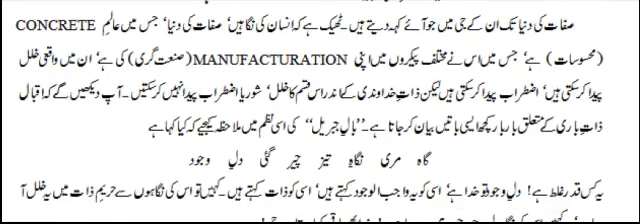 صفات کی دنیا تک ان کے جی میں جو آئے کہہ دیتے ہیں۔ ٹھیک ہے کہ انسان کی نگاہیں' صفات کی دنیا' جس میں عالمِ CONCRETE
(محسوسات) ہے' جس میں اس نے مختلف پیکروں میں اپنی MANUFACTURATION (صنعت گری) کی ہے' ان میں واقعی خلل
پیدا کر سکتی ہیں' اضطراب پیدا کر سکتی ہیں لیکن ذاتِ خداوندی کے اندر اس قسم کا خلل' شور یا اضطراب پیدا نہیں کر سکتیں۔ آپ دیکھیں گے کہ اقبال
ذاتِ باری کے متعلق بار بار کچھ ایسی باتیں بیان کر جاتا ہے۔ ''بالِ جبریل'' کی اسی نظم میں ملاحظہ کیجیے کہ کیا کہا ہے
گاہ مری نگاہِ تیز چیر گئی دلِ وجود
یہ کس قدر غلط ہے! دلِ وجود تو خدا ہے' اسی کو یہ واجب الوجود کہتے ہیں' اسی کو ذات کہتے ہیں۔ کہیں تو اس کی نگاہوں سے حریمِ ذات میں یہ خلل آ